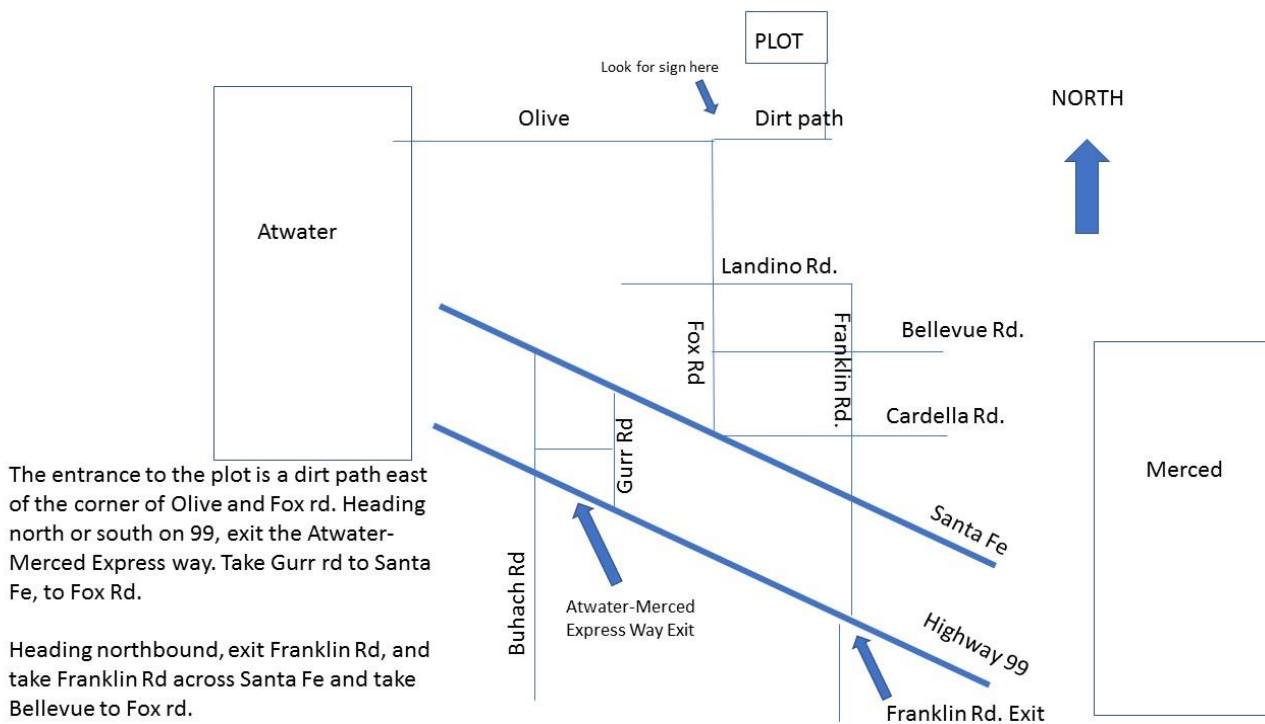 PLOT
Look for sign here
NORTH
Olive
Dirt path
Atwater
Landino Rd.
Fox Rd
Franklin Rd.
Bellevue Rd.
Cardella Rd.
Gurr Rd
Merced
The entrance to the plot is a dirt path east
of the corner of Olive and Fox rd. Heading
north or south on 99, exit the Atwater-
Merced Express way. Take Gurr rd to Santa
Fe, to Fox Rd.
Heading northbound, exit Franklin Rd, and
take Franklin Rd across Santa Fe and take
Bellevue to Fox rd.
Buhach Rd
Atwater-Merced
Express Way Exit
Santa Fe
Highway 99
Franklin Rd. Exit